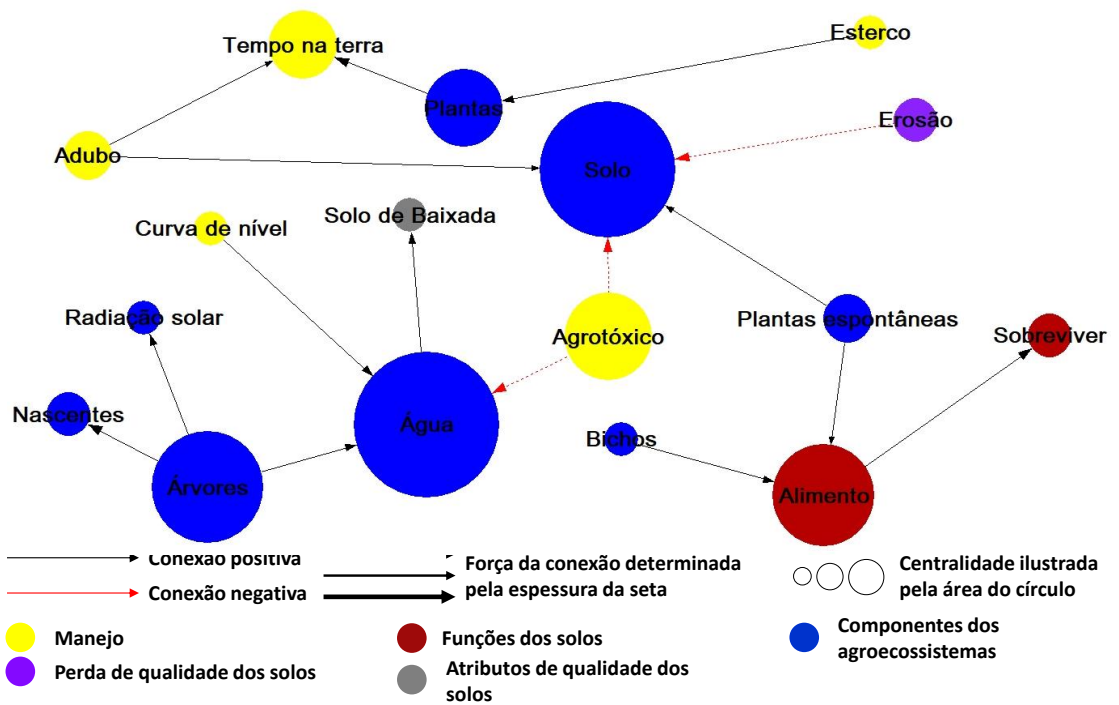 Esterco
Tempo na terra
Plantas
Erosão
Adubo
Solo
Solo de Baixada
Curva de nível
Radiação solar
Plantas espontâneas
Agrotóxico
Sobreviver
Nascentes
Água
Bichos
Árvores
Alimento
Conexão positiva
Conexão negativa
Força da conexão determinada
pela espessura da seta
Centralidade ilustrada
pela área do círculo
Manejo
Perda de qualidade dos solos
Funções dos solos
Atributos de qualidade dos
solos
Componentes dos
agroecossistemas